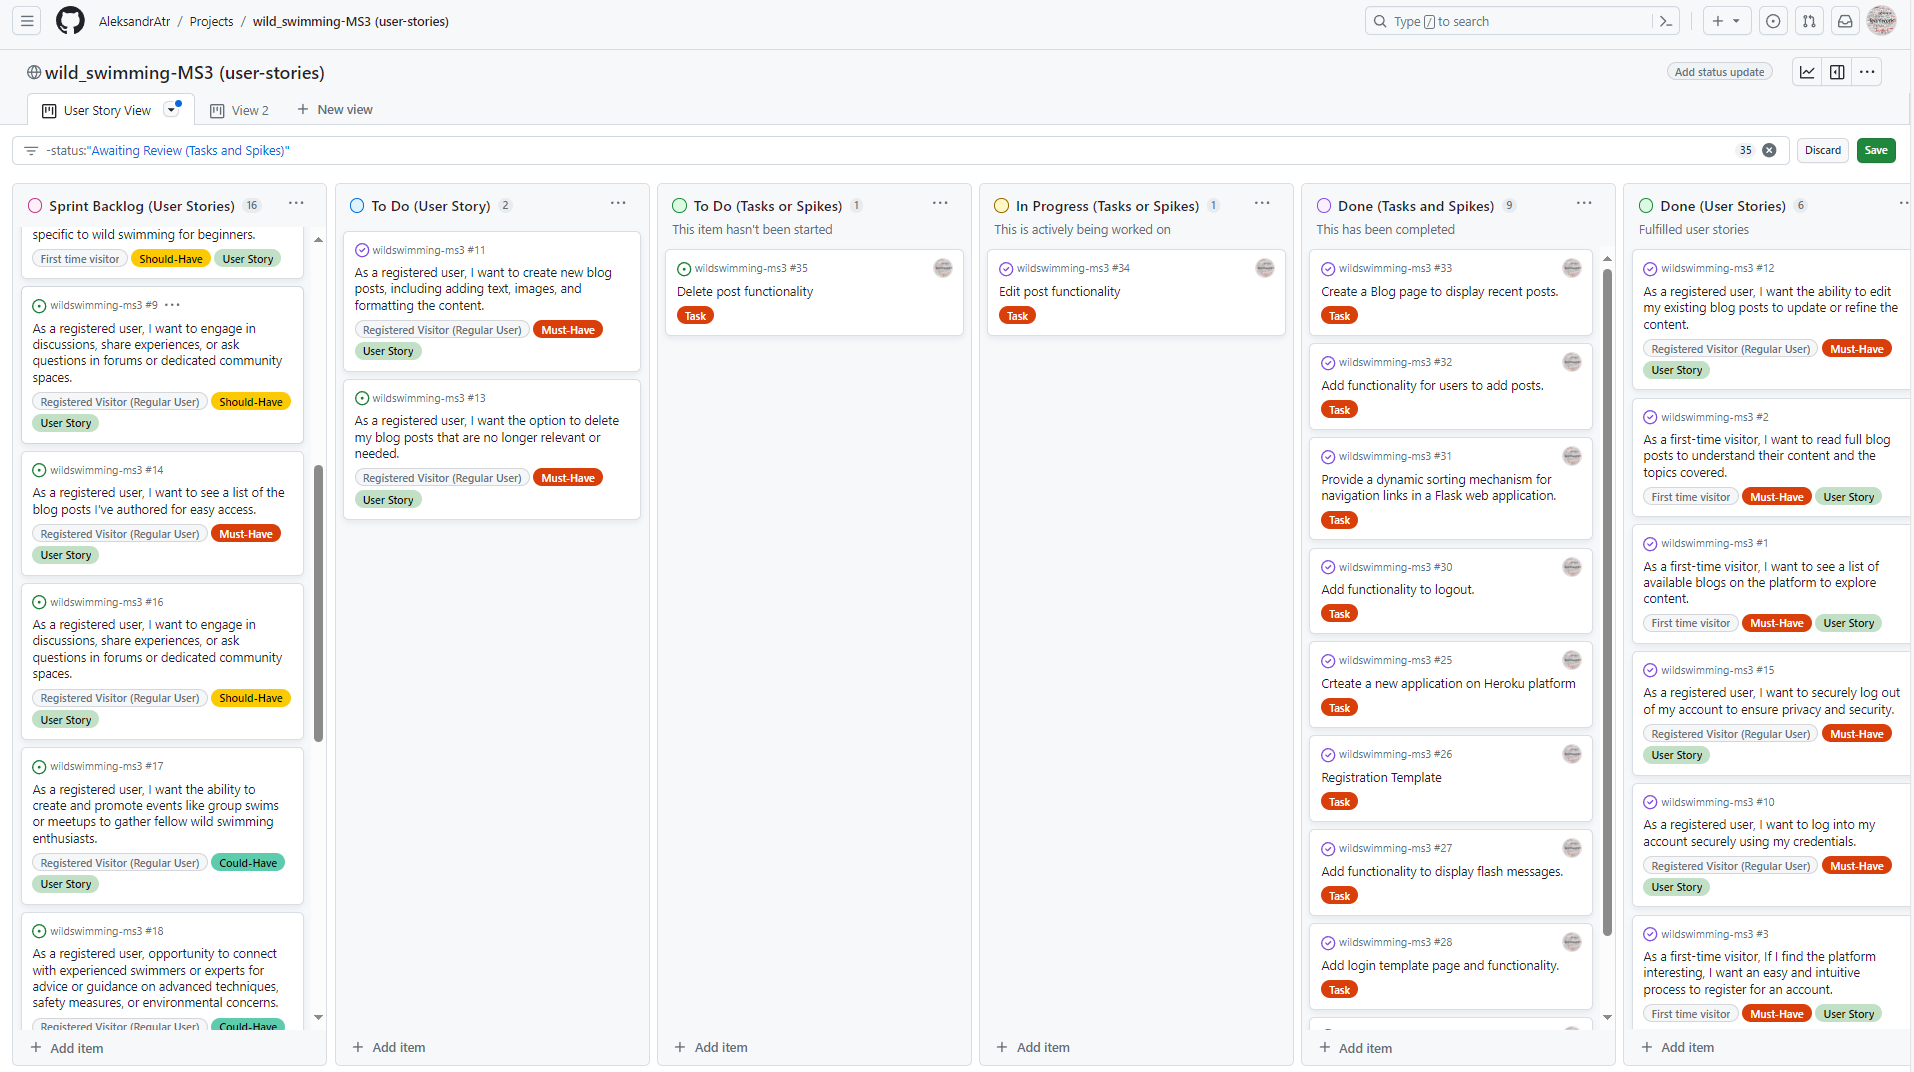 AleksandrAtr / Projects / wild_swimming-MS3 (user-stories)
Type / to search
wild_swimming-MS3 (user-stories)
Add status update
User Story View
View 2
+ New view
-status:"Awaiting Review (Tasks and Spikes)"
35
Discard
Save
Sprint Backlog (User Stories) 16
specific to wild swimming for beginners.
First time visitor Should-Have User Story
wildswimming-ms3 #9
As a registered user, I want to engage in
discussions, share experiences, or ask
questions in forums or dedicated community
spaces.
Registered Visitor (Regular User) Should-Have
User Story
wildswimming-ms3 #14
As a registered user, I want to see a list of the
blog posts I've authored for easy access.
Registered Visitor (Regular User) Must-Have
User Story
wildswimming-ms3 #16
As a registered user, I want to engage in
discussions, share experiences, or ask
questions in forums or dedicated community
spaces.
Registered Visitor (Regular User) Should-Have
User Story
wildswimming-ms3 #17
As a registered user, I want the ability to
create and promote events like group swims
or meetups to gather fellow wild swimming
enthusiasts.
Registered Visitor (Regular User) Could-Have
User Story
wildswimming-ms3 #18
As a registered user, opportunity to connect
with experienced swimmers or experts for
advice or guidance on advanced techniques,
safety measures, or environmental concerns.
Registered Visitor (Regular User) Could-Have
+ Add item
To Do (User Story) 2
wildswimming-ms3 #11
As a registered user, I want to create new blog
posts, including adding text, images, and
formatting the content.
Registered Visitor (Regular User) Must-Have
User Story
wildswimming-ms3 #13
As a registered user, I want the option to delete
my blog posts that are no longer relevant or
needed.
Registered Visitor (Regular User) Must-Have
User Story
+ Add item
To Do (Tasks or Spikes) 1
This item hasn't been started
wildswimming-ms3 #35
Delete post functionality
Task
+ Add item
In Progress (Tasks or Spikes) 1
This is actively being worked on
wildswimming-ms3 #34
Edit post functionality
Task
+ Add item
Done (Tasks and Spikes) 9
This has been completed
wildswimming-ms3 #33
Create a Blog page to display recent posts.
Task
wildswimming-ms3 #32
Add functionality for users to add posts.
Task
wildswimming-ms3 #31
Provide a dynamic sorting mechanism for
navigation links in a Flask web application.
Task
wildswimming-ms3 #30
Add functionality to logout.
Task
wildswimming-ms3 #25
Crteate a new application on Heroku platform
Task
wildswimming-ms3 #26
Registration Template
Task
wildswimming-ms3 #27
Add functionality to display flash messages.
Task
wildswimming-ms3 #28
Add login template page and functionality.
Task
+ Add item
Done (User Stories) 6
Fulfilled user stories
wildswimming-ms3 #12
As a registered user, I want the ability to edit
my existing blog posts to update or refine the
content.
Registered Visitor (Regular User) Must-Have
User Story
wildswimming-ms3 #2
As a first-time visitor, I want to read full blog
posts to understand their content and the
topics covered.
First time visitor Must-Have User Story
wildswimming-ms3 #1
As a first-time visitor, I want to see a list of
available blogs on the platform to explore
content.
First time visitor Must-Have User Story
wildswimming-ms3 #15
As a registered user, I want to securely log out
of my account to ensure privacy and security.
Registered Visitor (Regular User) Must-Have
User Story
wildswimming-ms3 #10
As a registered user, I want to log into my
account securely using my credentials.
Registered Visitor (Regular User) Must-Have
User Story
wildswimming-ms3 #3
As a first-time visitor, If I find the platform
interesting, I want an easy and intuitive
process to register for an account.
First time visitor Must-Have User Story
+ Add item